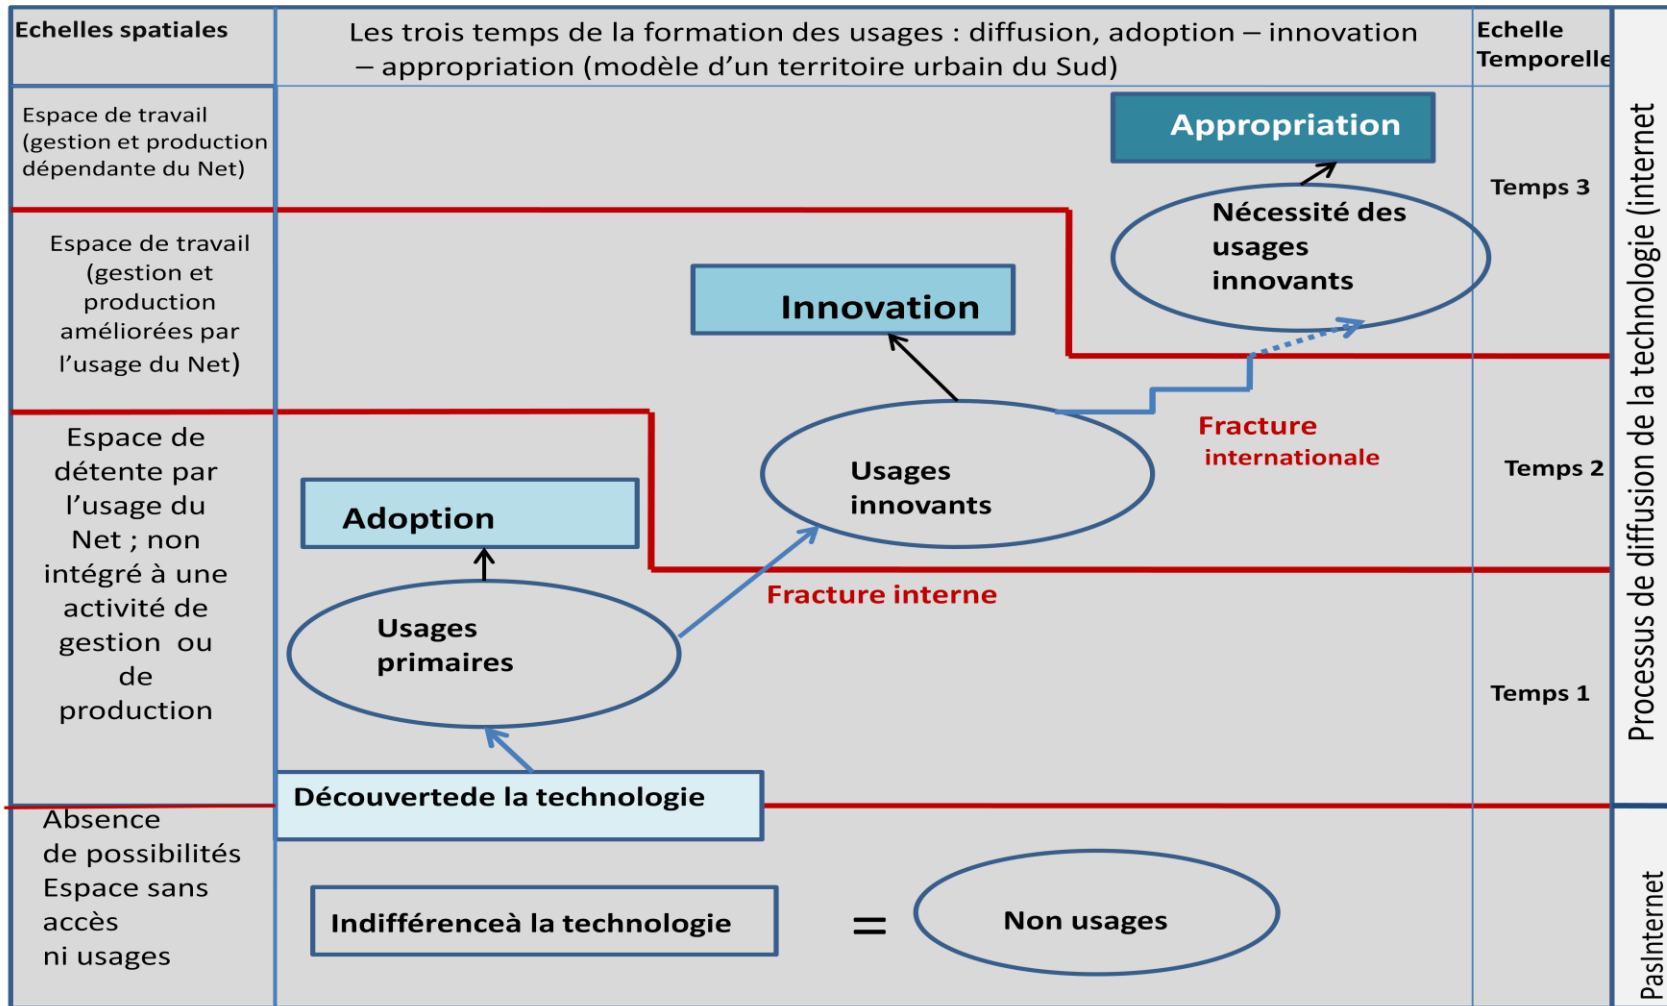 Echelles spatiales
Les trois temps de la formation des usages : diffusion, adoption – innovation
– appropriation (modèle d’un territoire urbain du Sud)
Echelle
Temporelle
Espace de travail
(gestion et production
dépendante du Net)
Appropriation
Nécessité des
usages
innovants
Temps 3
Espace de travail
(gestion et
production
améliorées par
l’usage du Net)
Innovation
Usages
innovants
Fracture
internationale
Temps 2
Espace de
détente par
l’usage du
Net ; non
intégré à une
activité de
gestion ou
de
production
Adoption
Fracture interne
Usages
primaires
Temps 1
Découvertede la technologie
Absence
de possibilités
Espace sans
accès
ni usages
Indifférenceà la technologie
=
Non usages
Processus de diffusion de la technologie (internet
PasInternet